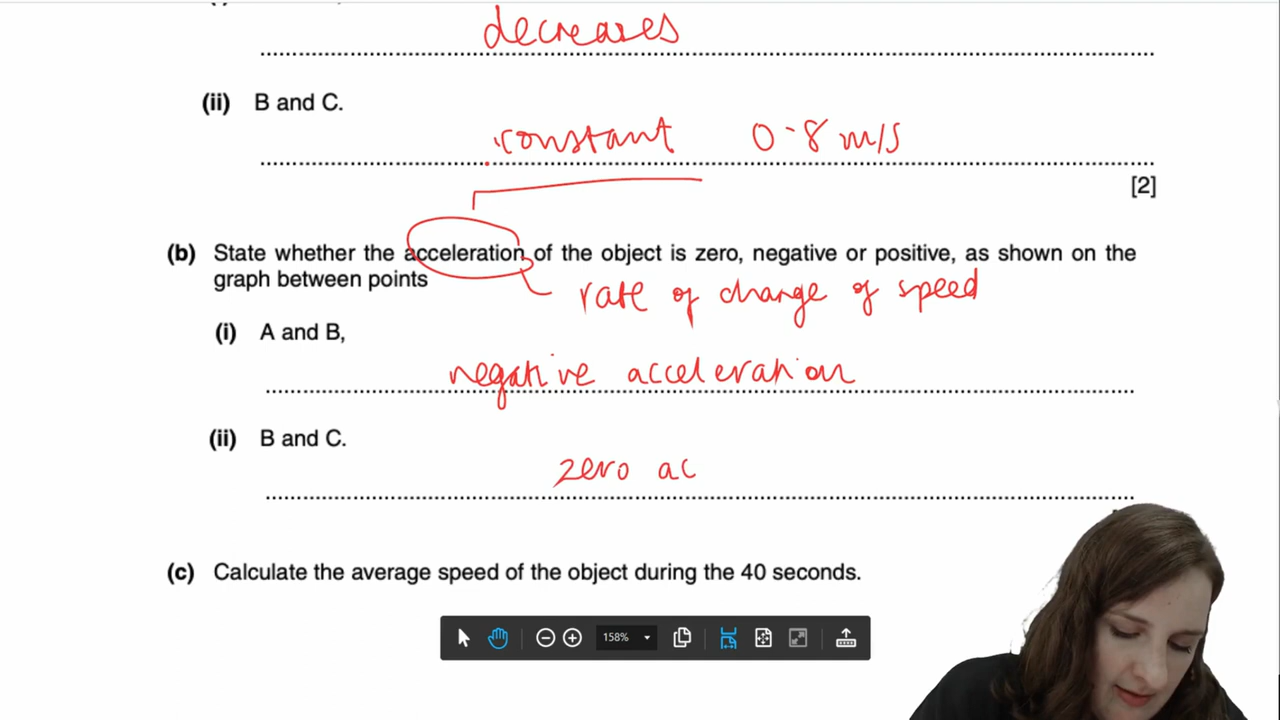 decreases
(ii) B and C.
constant 0.8 m/s
[2]
(b) State whether the acceleration of the object is zero, negative or positive, as shown on the
graph between points
rate of change of speed
(i) A and B,
negative acceleration
(ii) B and C.
zero ac
(c) Calculate the average speed of the object during the 40 seconds.
158%